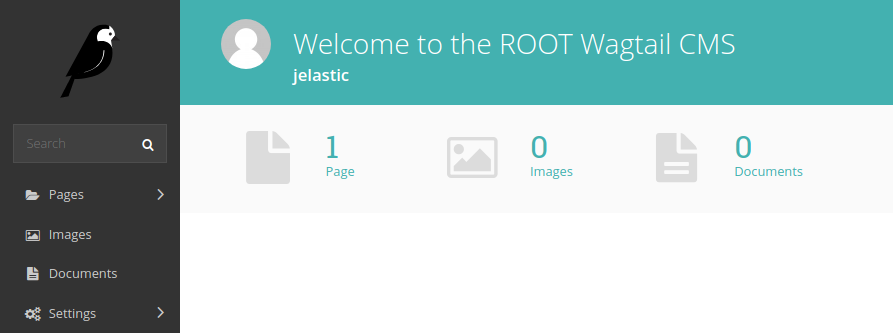 Welcome to the ROOT Wagtail CMS
jelastic
Search
1
Page
0
Images
0
Documents
Pages
Images
Documents
Settings